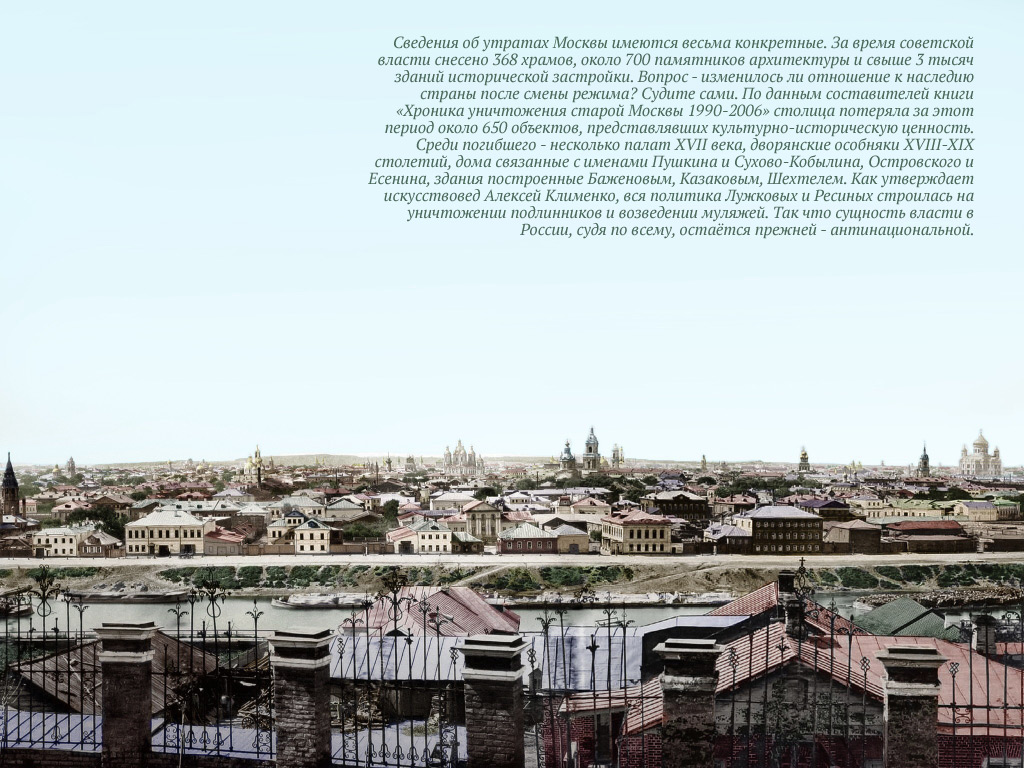 Сведения об утратах Москвы имеются весьма конкретные. За время советской
власти снесено 368 храмов, около 700 памятников архитектуры и свыше 3 тысяч
зданий исторической застройки. Вопрос - изменилось ли отношение к наследию
страны после смены режима? Судите сами. По данным составителей книги
«Хроника уничтожения старой Москвы 1990-2006» столица потеряла за этот
период около 650 объектов, представлявших культурно-историческую ценность.
Среди погибшего - несколько палат XVII века, дворянские особняки XVIII-XIX
столетий, дома связанные с именами Пушкина и Сухово-Кобылина, Островского и
Есенина, здания построенные Баженовым, Казаковым, Шехтелем. Как утверждает
искусствовед Алексей Клименко, вся политика Лужковых и Ресиных строилась на
уничтожении подлинников и возведении муляжей. Так что сущность власти в
России, судя по всему, остаётся прежней - антинациональной.